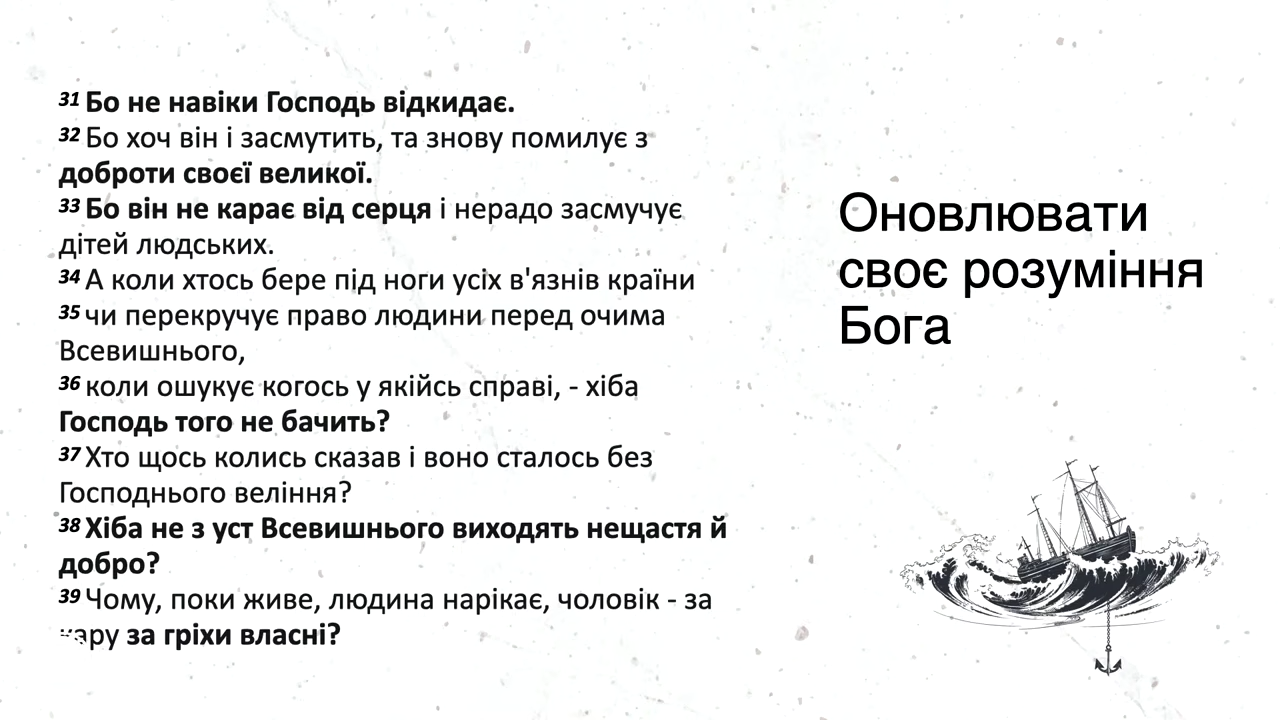 31 Бо не навіки Господь відкидає.
32 Бо хоч він і засмутить, та знову помилує з
доброти своєї великої.
33 Бо він не карає від серця і нерадо засмучує
дітей людських.
34 А коли хтось бере під ноги усіх в'язнів країни
35 чи перекручує право людини перед очима
Всевишнього,
36 коли ошукує когось у якійсь справі, - хіба
Господь того не бачить?
37 Хто щось колись сказав і воно сталось без
Господнього веління?
38 Хіба не з уст Всевишнього виходять нещастя й
добро?
39 Чому, поки живе, людина нарікає, чоловік - за
кару за гріхи власні?
Оновлювати
своє розуміння
Бога